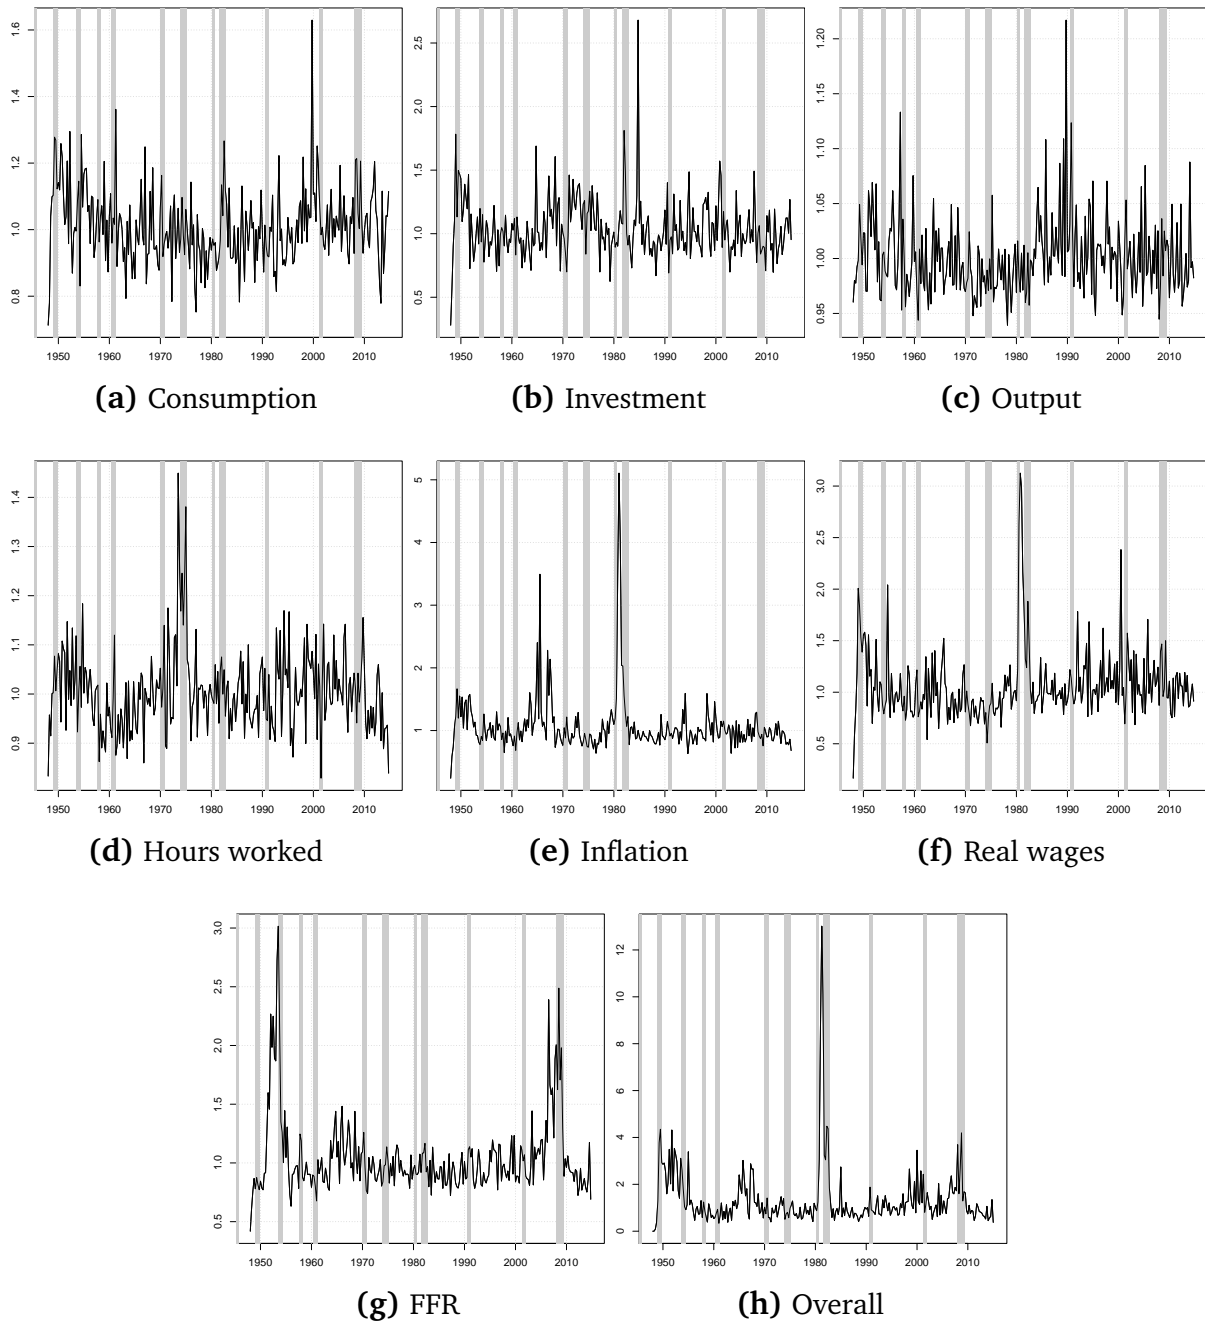 1.6
1.4
1.2
1.0
0.8
1950 1960 1970 1980 1990 2000 2010
(a) Consumption
2.5
2.0
1.5
1.0
0.5
1950 1960 1970 1980 1990 2000 2010
(b) Investment
1.20
1.15
1.10
1.05
1.00
0.95
1950 1960 1970 1980 1990 2000 2010
(c) Output
1.4
1.3
1.2
1.1
1.0
0.9
1950 1960 1970 1980 1990 2000 2010
(d) Hours worked
5
4
3
2
1
1950 1960 1970 1980 1990 2000 2010
(e) Inflation
3.0
2.5
2.0
1.5
1.0
0.5
1950 1960 1970 1980 1990 2000 2010
(f) Real wages
3.0
2.5
2.0
1.5
1.0
0.5
1950 1960 1970 1980 1990 2000 2010
(g) FFR
12
10
8
6
4
2
0
1950 1960 1970 1980 1990 2000 2010
(h) Overall